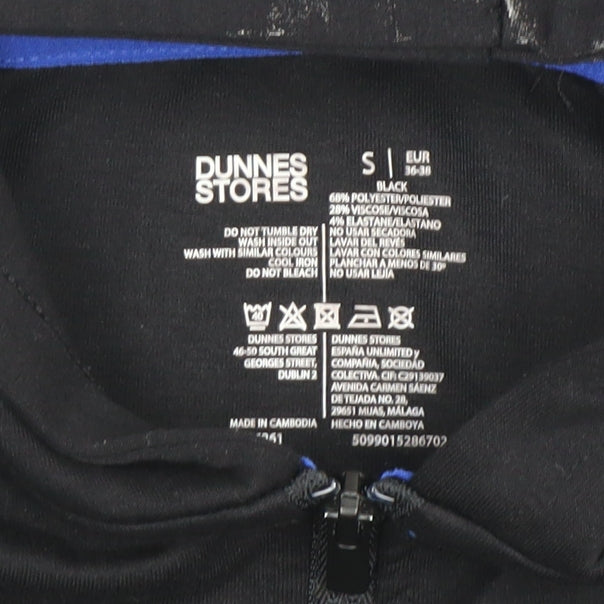 DUNNES
STORES
S | EUR
36-38
BLACK
68% POLYESTER/POLIESTER
28% VISCOSE/VISCOSA
4% ELASTANE/ELASTANO
DO NOT TUMBLE DRY
WASH INSIDE OUT
WASH WITH SIMILAR COLOURS
COOL IRON
DO NOT BLEACH
NO USAR SECADORA
LAVAR DEL REVÉS
LAVAR CON COLORES SIMILARES
PLANCHAR A MENOS DE 30º
NO USAR LEJIA
40
DUNNES STORES
46-50 SOUTH GREAT
GEORGES STREET,
DUBLIN 2
DUNNES STORES
ESPAÑA UNLIMITED y
COMPAÑIA, SOCIEDAD
COLECTIVA. CIF: C29139037
AVENIDA CARMEN SÁENZ
DE TEJADA NO. 28,
29651 MIJAS, MÁLAGA
MADE IN CAMBODIA
HECHO EN CAMBOYA
5099015286702